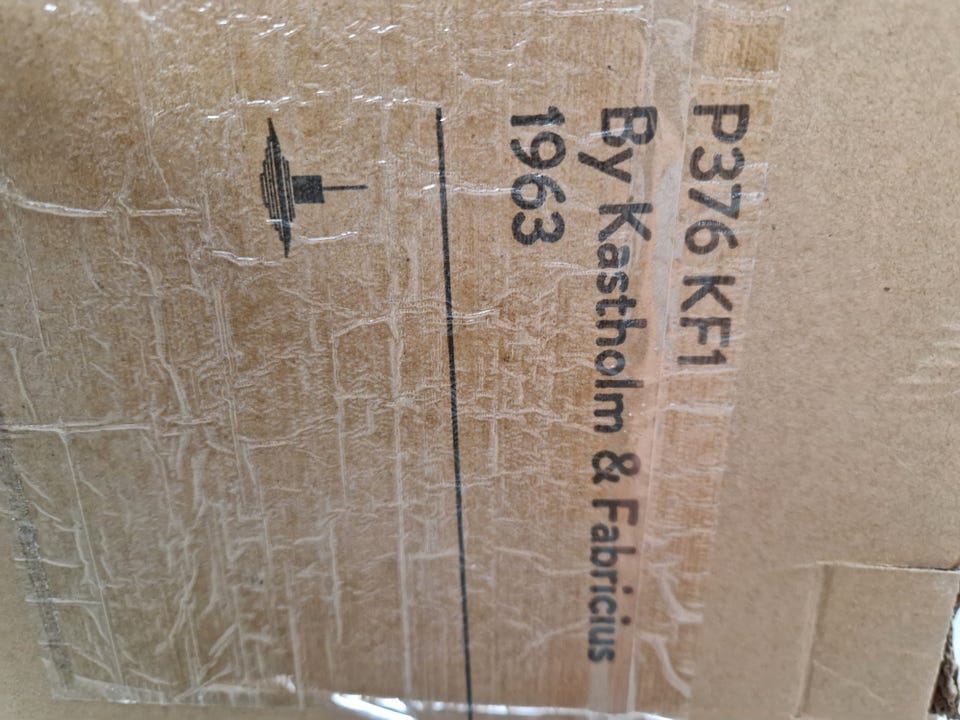 P376 KF1
By Kastholm & Fabricius
1963